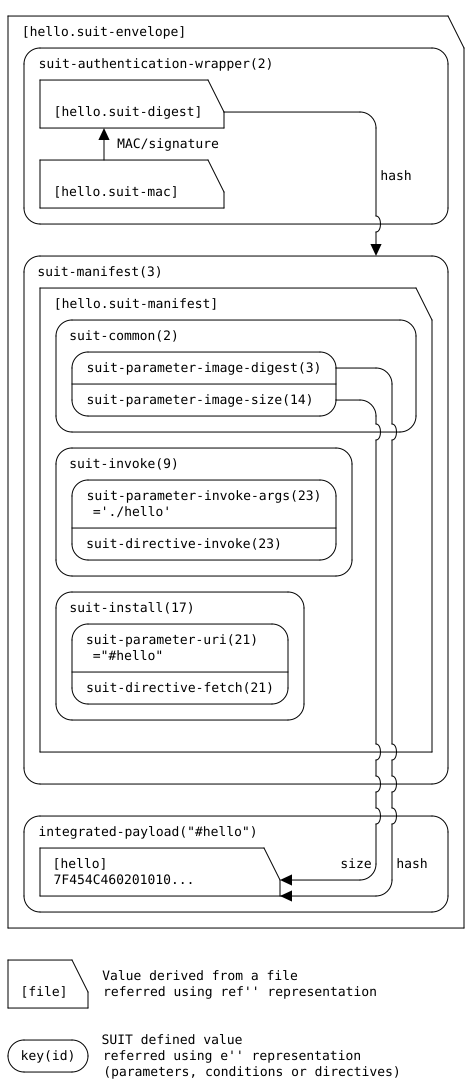 [hello.suit-envelope]
suit-authentication-wrapper(2)
[hello.suit-digest]
MAC/signature
hash
[hello.suit-mac]
suit-manifest(3)
[hello.suit-manifest]
suit-common(2)
suit-parameter-image-digest(3)
suit-parameter-image-size(14)
suit-invoke(9)
suit-parameter-invoke-args(23)
='./hello'
suit-directive-invoke(23)
suit-install(17)
suit-parameter-uri(21)
="#hello"
suit-directive-fetch(21)
integrated-payload("#hello")
[hello]
7F454C460201010...
size
hash
[file]
Value derived from a file
referred using ref'' representation
key(id)
SUIT defined value
referred using e'' representation
(parameters, conditions or directives)